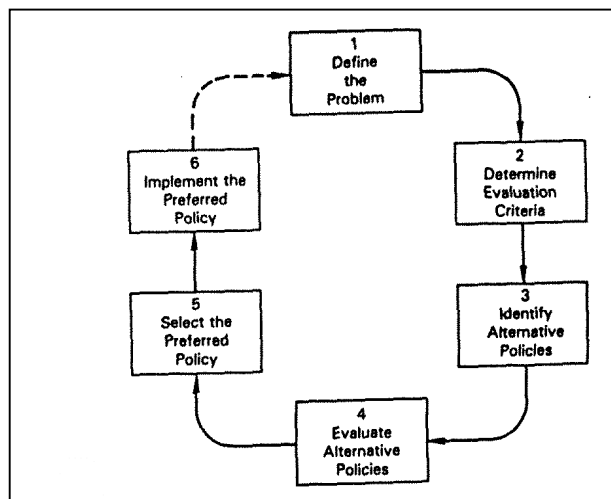 1
Define
the
Problem
2
Determine
Evaluation
Criteria
3
Identify
Alternative
Policies
4
Evaluate
Alternative
Policies
5
Select the
Preferred
Policy
6
Implement the
Preferred
Policy